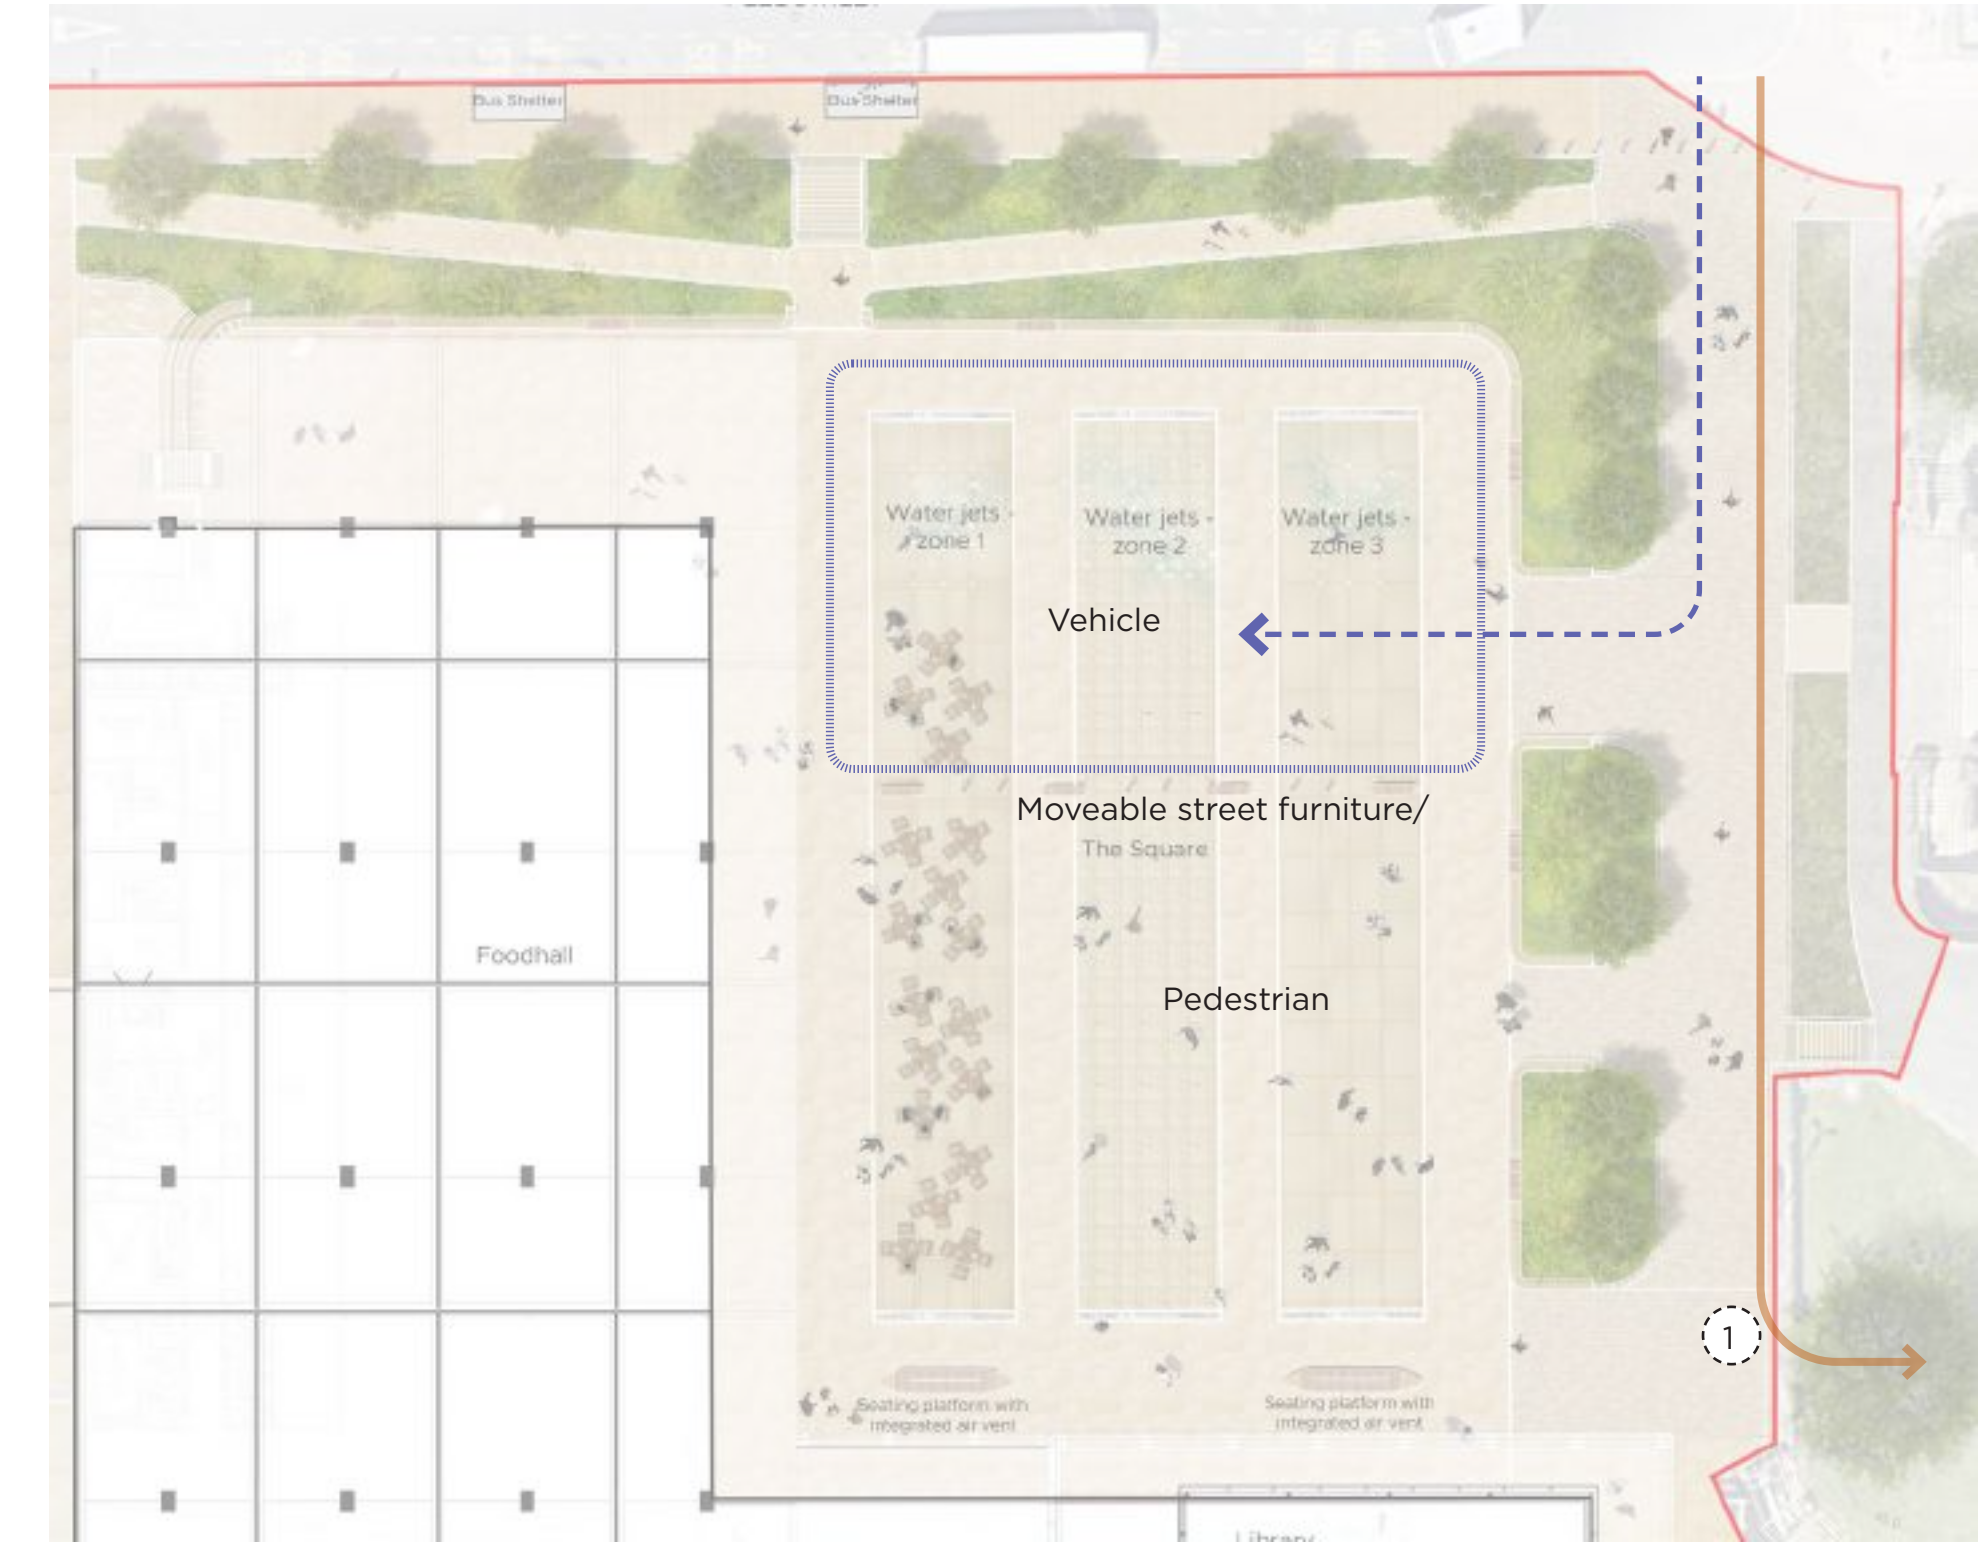 Bus Shelter
Bus Shelter
Water jets -
zone 1
Water jets -
zone 2
Water jets -
zone 3
Vehicle
Moveable street furniture/
The Square
Foodhall
Pedestrian
1
Seating platform with
integrated air vent
Seating platform with
integrated air vent
Library